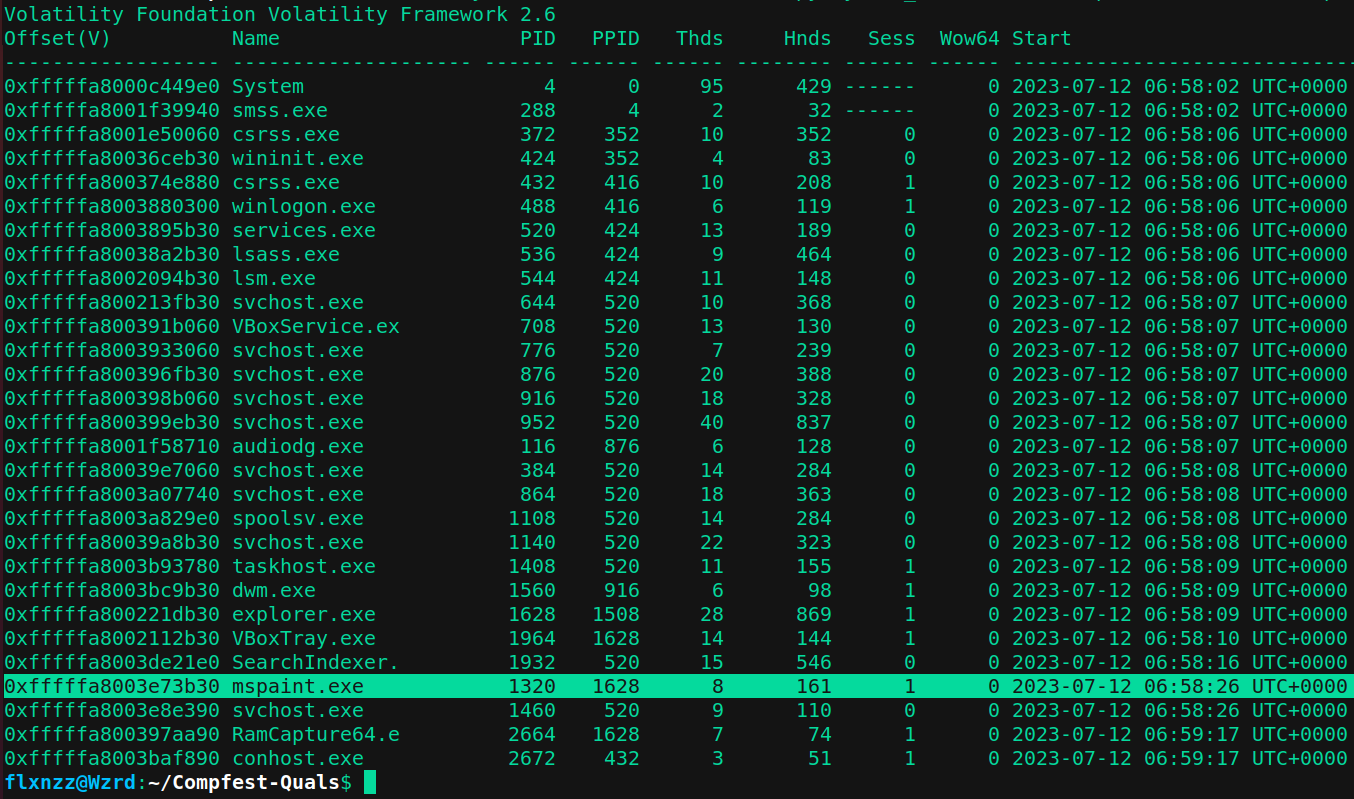 Volatility Foundation Volatility Framework 2.6
Offset(V)          Name                    PID   PPID   Thds     Hnds   Sess  Wow64 Start
------------------ -------------------- ------ ------ ------ -------- ------ ------ -----------------------------
0xfffffa8000c449e0 System                    4      0     95      429 ------      0 2023-07-12 06:58:02 UTC+0000
0xfffffa8001f39940 smss.exe                288      4      2       32 ------      0 2023-07-12 06:58:02 UTC+0000
0xfffffa8001e50060 csrss.exe               372    352     10      352      0      0 2023-07-12 06:58:06 UTC+0000
0xfffffa80036ceb30 wininit.exe             424    352      4       83      0      0 2023-07-12 06:58:06 UTC+0000
0xfffffa800374e880 csrss.exe               432    416     10      208      1      0 2023-07-12 06:58:06 UTC+0000
0xfffffa8003880300 winlogon.exe            488    416      6      119      1      0 2023-07-12 06:58:06 UTC+0000
0xfffffa8003895b30 services.exe            520    424     13      189      0      0 2023-07-12 06:58:06 UTC+0000
0xfffffa80038a2b30 lsass.exe               536    424      9      464      0      0 2023-07-12 06:58:06 UTC+0000
0xfffffa8002094b30 lsm.exe                 544    424     11      148      0      0 2023-07-12 06:58:06 UTC+0000
0xfffffa800213fb30 svchost.exe             644    520     10      368      0      0 2023-07-12 06:58:07 UTC+0000
0xfffffa800391b060 VBoxService.ex          708    520     13      130      0      0 2023-07-12 06:58:07 UTC+0000
0xfffffa8003933060 svchost.exe             776    520      7      239      0      0 2023-07-12 06:58:07 UTC+0000
0xfffffa800396fb30 svchost.exe             876    520     20      388      0      0 2023-07-12 06:58:07 UTC+0000
0xfffffa800398b060 svchost.exe             916    520     18      328      0      0 2023-07-12 06:58:07 UTC+0000
0xfffffa800399eb30 svchost.exe             952    520     40      837      0      0 2023-07-12 06:58:07 UTC+0000
0xfffffa8001f58710 audiodg.exe             116    876      6      128      0      0 2023-07-12 06:58:07 UTC+0000
0xfffffa80039e7060 svchost.exe             384    520     14      284      0      0 2023-07-12 06:58:08 UTC+0000
0xfffffa8003a07740 svchost.exe             864    520     18      363      0      0 2023-07-12 06:58:08 UTC+0000
0xfffffa8003a829e0 spoolsv.exe            1108    520     14      284      0      0 2023-07-12 06:58:08 UTC+0000
0xfffffa80039a8b30 svchost.exe            1140    520     22      323      0      0 2023-07-12 06:58:08 UTC+0000
0xfffffa8003b93780 taskhost.exe           1408    520     11      155      1      0 2023-07-12 06:58:09 UTC+0000
0xfffffa8003bc9b30 dwm.exe                1560    916      6       98      1      0 2023-07-12 06:58:09 UTC+0000
0xfffffa800221db30 explorer.exe           1628   1508     28      869      1      0 2023-07-12 06:58:09 UTC+0000
0xfffffa8002112b30 VBoxTray.exe           1964   1628     14      144      1      0 2023-07-12 06:58:10 UTC+0000
0xfffffa8003de21e0 SearchIndexer.         1932    520     15      546      0      0 2023-07-12 06:58:16 UTC+0000
0xfffffa8003e73b30 mspaint.exe            1320   1628      8      161      1      0 2023-07-12 06:58:26 UTC+0000
0xfffffa8003e8e390 svchost.exe            1460    520      9      110      0      0 2023-07-12 06:58:26 UTC+0000
0xfffffa800397aa90 RamCapture64.e         2664   1628      7       74      1      0 2023-07-12 06:59:17 UTC+0000
0xfffffa8003baf890 conhost.exe            2672    432      3       51      1      0 2023-07-12 06:59:17 UTC+0000
flxnzz@Wzrd:~/Compfest-Quals$